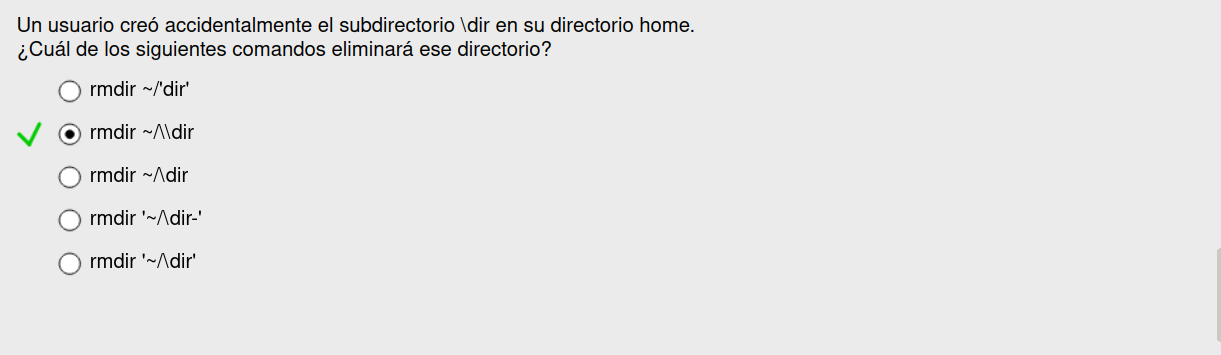 Un usuario creó accidentalmente el subdirectorio \dir en su directorio home.
¿Cuál de los siguientes comandos eliminará ese directorio?
rmdir ~/'dir'
rmdir ~/\\dir
rmdir ~/\dir
rmdir '~/\dir-'
rmdir '~/\dir'